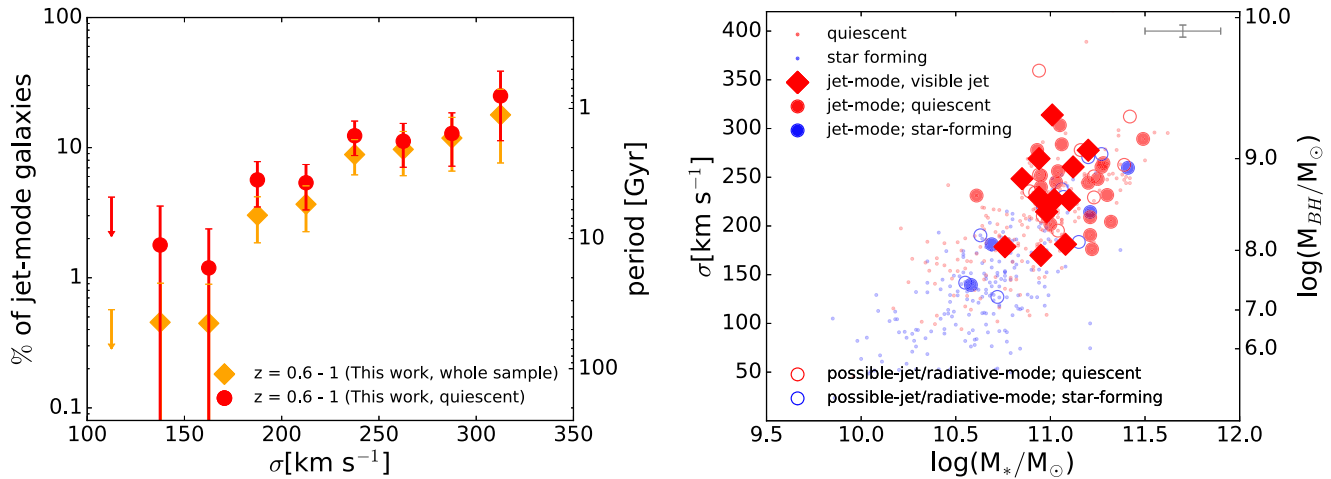 % of jet-mode galaxies
100
10
1
0.1
z = 0.6 - 1 (This work, whole sample)
z = 0.6 - 1 (This work, quiescent)
100 150 200 250 300 350
σ[km s⁻¹]
1
10
100
period [Gyr]
σ[km s⁻¹]
400
350
300
250
200
150
100
50
quiescent
star forming
jet-mode, visible jet
jet-mode; quiescent
jet-mode; star-forming
possible-jet/radiative-mode; quiescent
possible-jet/radiative-mode; star-forming
9.5 10.0 10.5 11.0 11.5 12.0
log(M*/M⊙)
10.0
9.0
8.0
7.0
6.0
log(M_BH/M⊙)